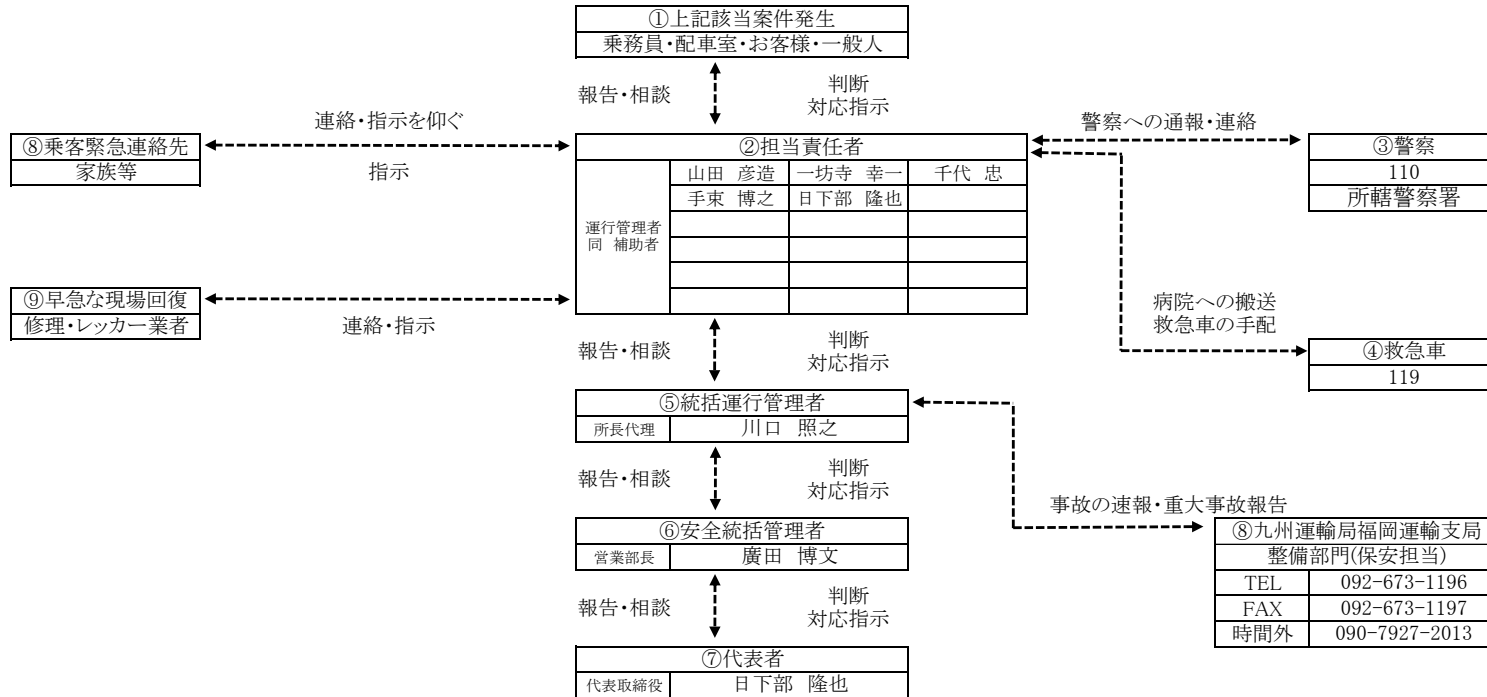 ①上記該当案件発生
乗務員・配車室・お客様・一般人
報告・相談
判断
対応指示
連絡・指示を仰ぐ
指示
⑧乗客緊急連絡先
家族等
②担当責任者
運行管理者
同 補助者
山田 彦造 一坊寺 幸一 千代 忠
手束 博之 日下部 隆也
警察への通報・連絡
③警察
110
所轄警察署
⑨早急な現場回復
修理・レッカー業者
連絡・指示
病院への搬送
救急車の手配
④救急車
119
報告・相談
判断
対応指示
⑤統括運行管理者
所長代理 川口 照之
報告・相談
判断
対応指示
事故の速報・重大事故報告
⑧九州運輸局福岡運輸支局
整備部門(保安担当)
TEL 092-673-1196
FAX 092-673-1197
時間外 090-7927-2013
⑥安全統括管理者
営業部長 廣田 博文
報告・相談
判断
対応指示
⑦代表者
代表取締役 日下部 隆也